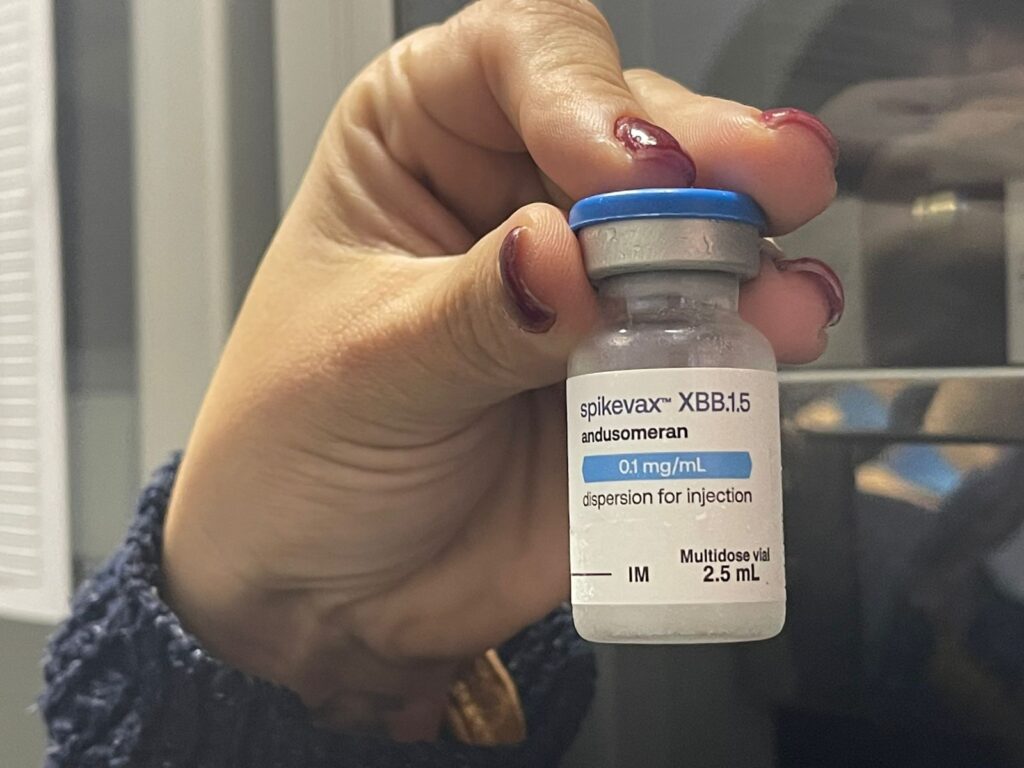 spikevax™ XBB.1.5
andusomeran
0.1 mg/mL
dispersion for injection
Multidose vial
IM 2.5 mL